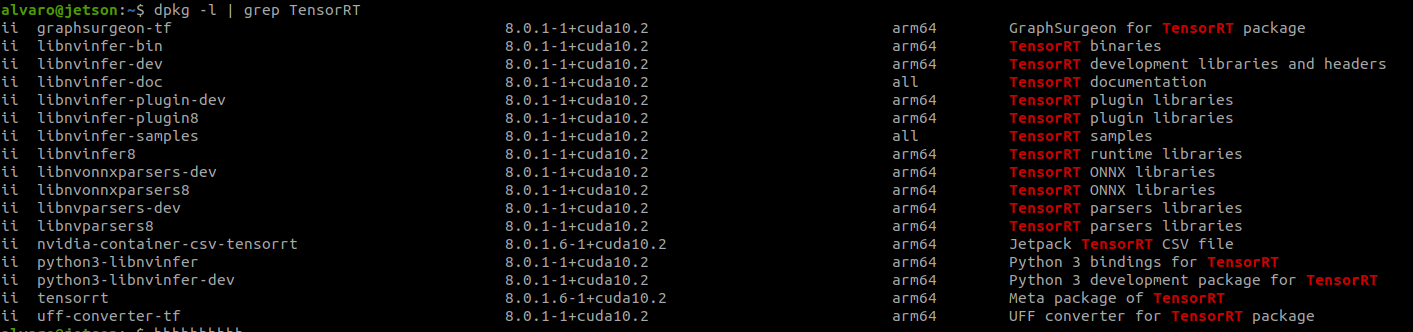 alvaro@jetson:~$ dpkg -l | grep TensorRT
ii graphsurgeon-tf 8.0.1-1+cuda10.2 arm64 GraphSurgeon for TensorRT package
ii libnvinfer-bin 8.0.1-1+cuda10.2 arm64 TensorRT binaries
ii libnvinfer-dev 8.0.1-1+cuda10.2 arm64 TensorRT development libraries and headers
ii libnvinfer-doc 8.0.1-1+cuda10.2 all TensorRT documentation
ii libnvinfer-plugin-dev 8.0.1-1+cuda10.2 arm64 TensorRT plugin libraries
ii libnvinfer-plugin8 8.0.1-1+cuda10.2 arm64 TensorRT plugin libraries
ii libnvinfer-samples 8.0.1-1+cuda10.2 all TensorRT samples
ii libnvinfer8 8.0.1-1+cuda10.2 arm64 TensorRT runtime libraries
ii libnvonnxparsers-dev 8.0.1-1+cuda10.2 arm64 TensorRT ONNX libraries
ii libnvonnxparsers8 8.0.1-1+cuda10.2 arm64 TensorRT ONNX libraries
ii libnvparsers-dev 8.0.1-1+cuda10.2 arm64 TensorRT parsers libraries
ii libnvparsers8 8.0.1-1+cuda10.2 arm64 TensorRT parsers libraries
ii nvidia-container-csv-tensorrt 8.0.1.6-1+cuda10.2 arm64 Jetpack TensorRT CSV file
ii python3-libnvinfer 8.0.1-1+cuda10.2 arm64 Python 3 bindings for TensorRT
ii python3-libnvinfer-dev 8.0.1-1+cuda10.2 arm64 Python 3 development package for TensorRT
ii tensorrt 8.0.1.6-1+cuda10.2 arm64 Meta package of TensorRT
ii uff-converter-tf 8.0.1-1+cuda10.2 arm64 UFF converter for TensorRT package
alvaro@jetson:~$